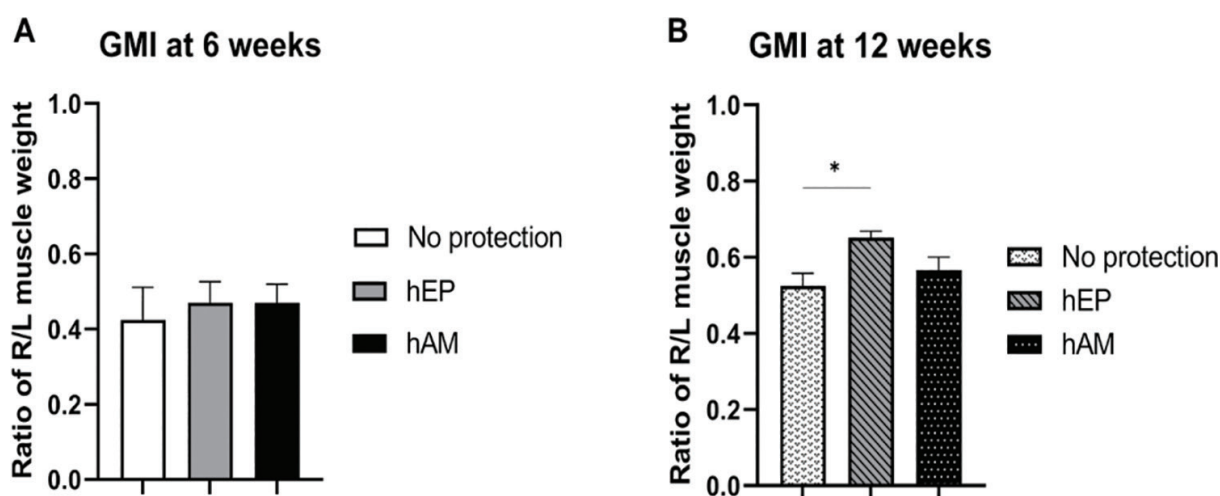 A
GMI at 6 weeks
Ratio of R/L muscle weight
1.0
0.8
0.6
0.4
0.2
0.0
No protection
hEP
hAM
B
GMI at 12 weeks
Ratio of R/L muscle weight
1.0
0.8
0.6
0.4
0.2
0.0
*
No protection
hEP
hAM